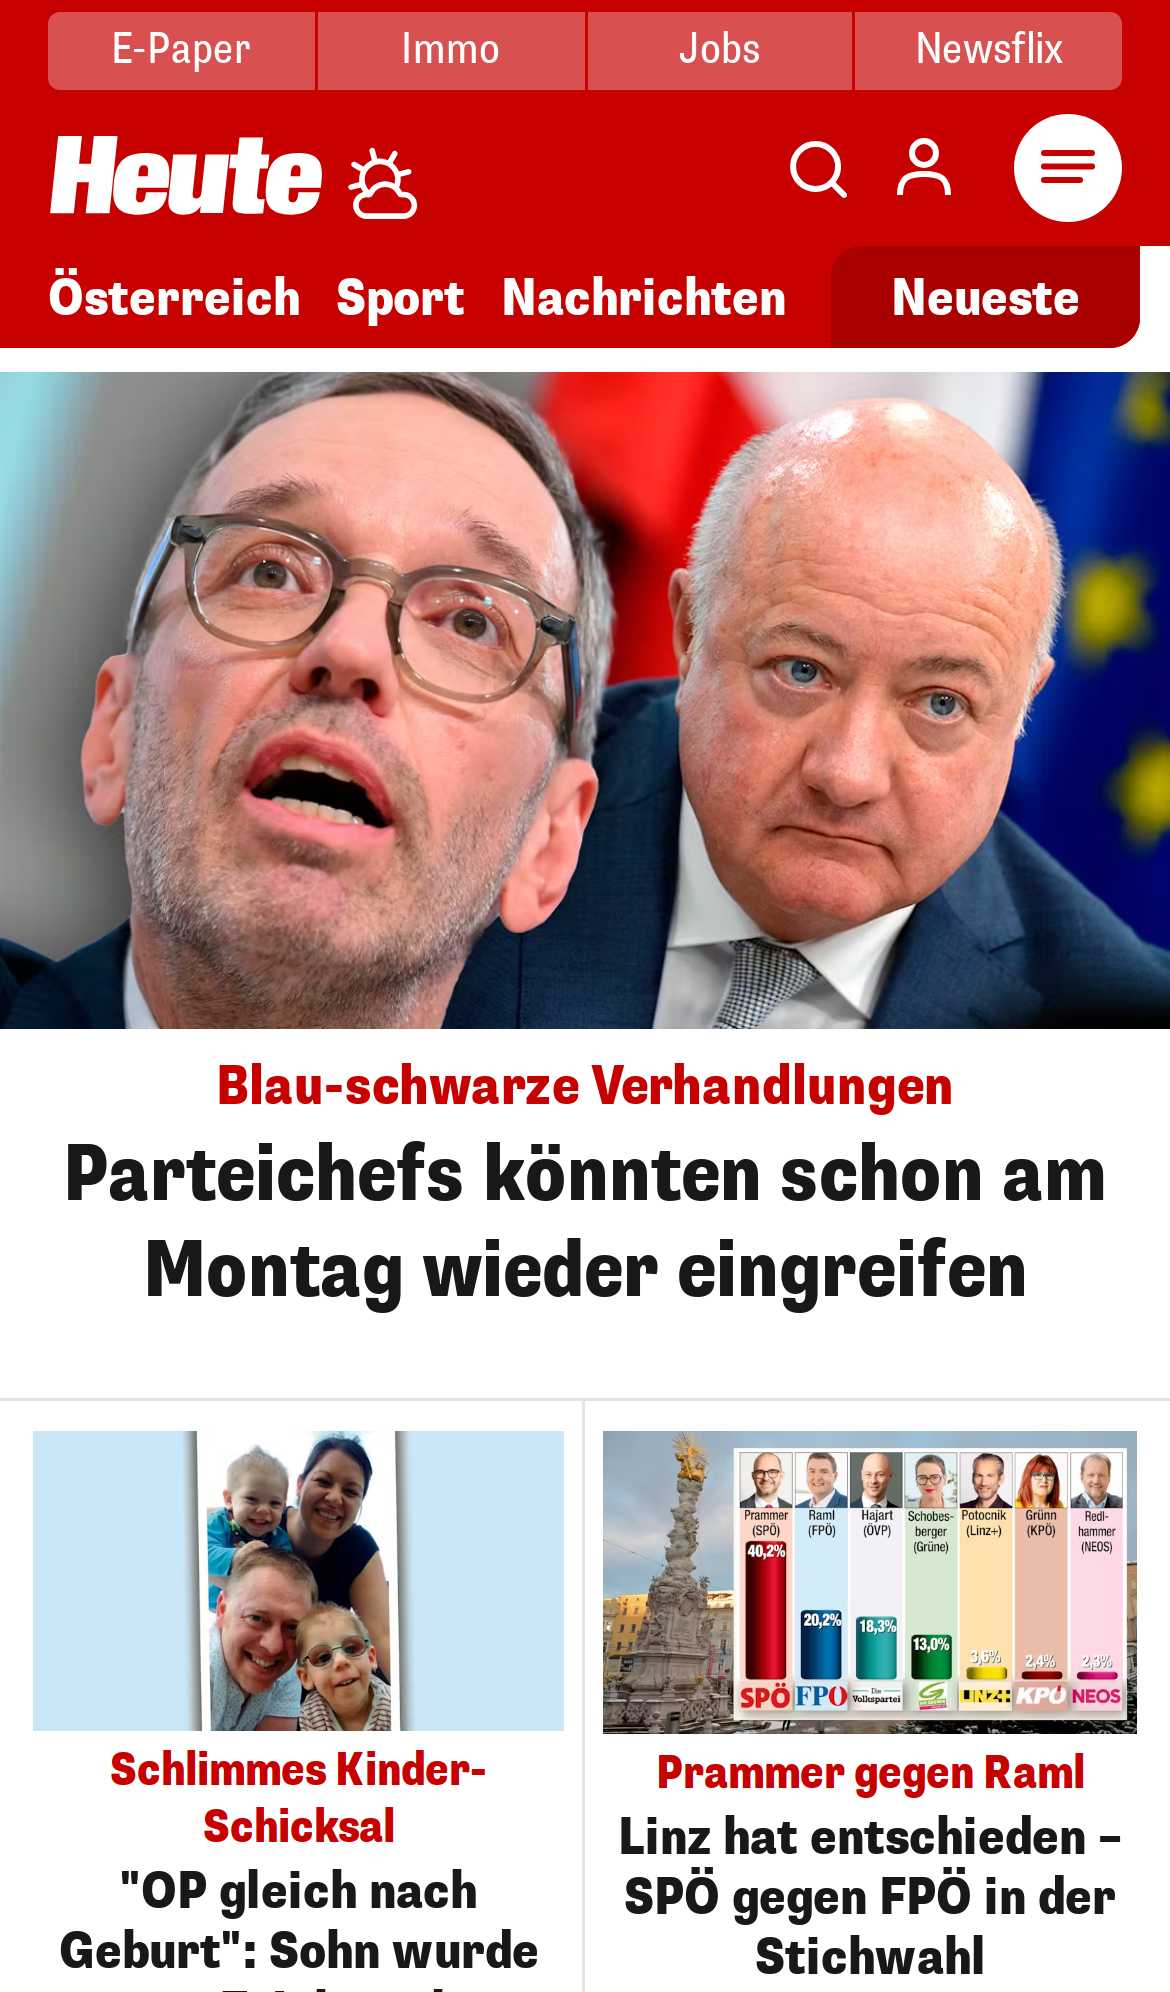 E-Paper
Immo
Jobs
Newsflix
Heute
Österreich
Sport
Nachrichten
Neueste
Blau-schwarze Verhandlungen
Parteichefs könnten schon am
Montag wieder eingreifen
Schlimmes Kinder-
Schicksal
"OP gleich nach
Geburt": Sohn wurde
Prammer
(SPÖ)
40,2%
SPÖ
Raml
(FPÖ)
20,2%
FPÖ
Hajart
(ÖVP)
18,3%
Die
Volkspartei
Schobes-
berger
(Grüne)
13,0%
Potocnik
(Linz+)
3,6%
LINZ+
Grünn
(KPÖ)
2,4%
KPÖ
Redl-
hammer
(NEOS)
2,3%
NEOS
Prammer gegen Raml
Linz hat entschieden –
SPÖ gegen FPÖ in der
Stichwahl